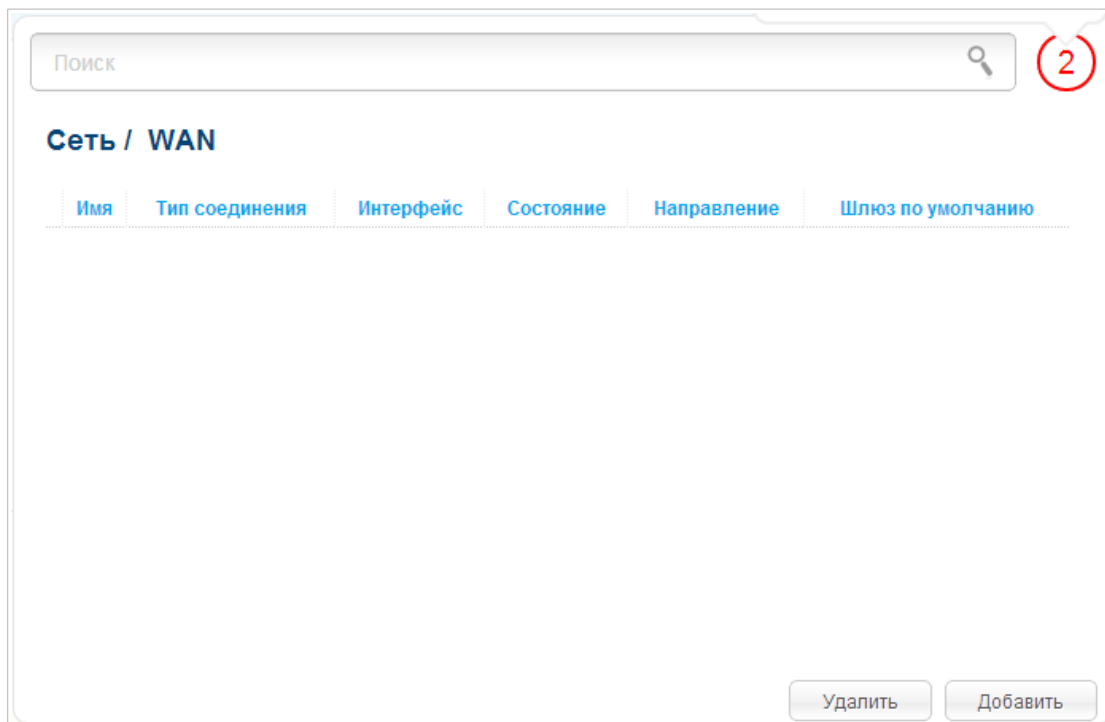 Поиск
2
Сеть / WAN
Имя Тип соединения Интерфейс Состояние Направление Шлюз по умолчанию
Удалить Добавить